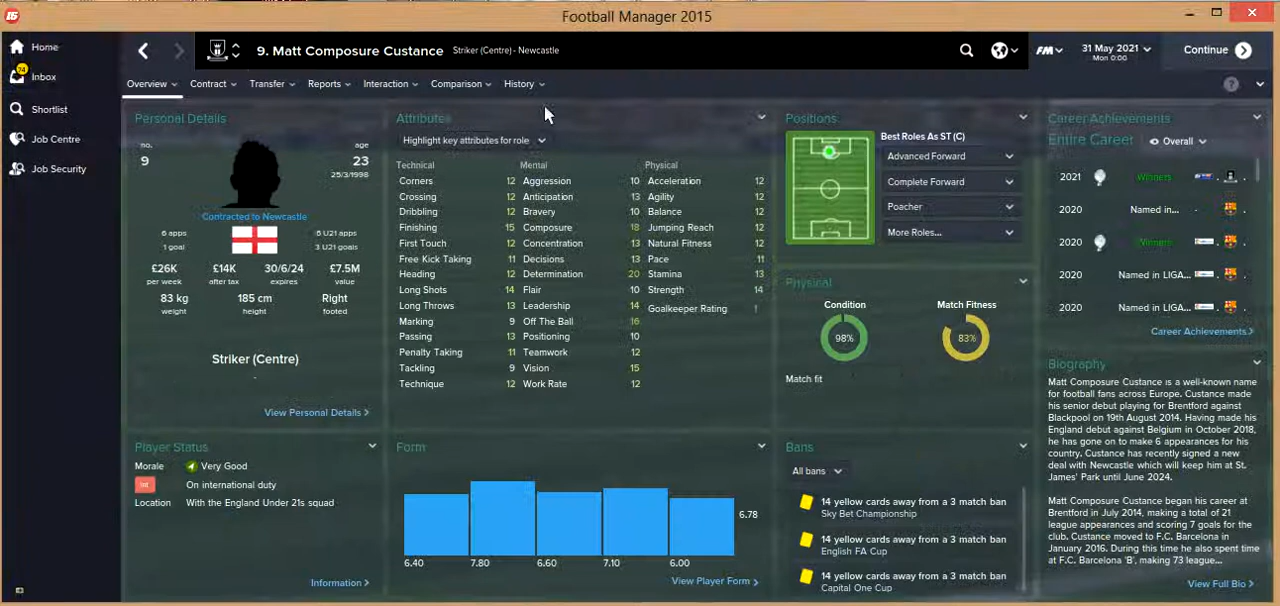 Football Manager 2015
Home
Inbox
74
Shortlist
Job Centre
Job Security
9. Matt Composure Custance Striker (Centre) - Newcastle
FM
31 May 2021
Mon 0:00
Continue
Overview Contract Transfer Reports Interaction Comparison History
Personal Details
no.
9
age
23
25/3/1998
Contracted to Newcastle
6 apps
1 goal
6 U21 apps
3 U21 goals
£26K
per week
£14K
after tax
30/6/24
expires
£7.5M
value
83 kg
weight
185 cm
height
Right
footed
Striker (Centre)
-
View Personal Details >
Attributes
Highlight key attributes for role
Technical Mental Physical
Corners 12 Aggression 10 Acceleration 12
Crossing 12 Anticipation 13 Agility 12
Dribbling 12 Bravery 10 Balance 12
Finishing 15 Composure 18 Jumping Reach 12
First Touch 12 Concentration 13 Natural Fitness 12
Free Kick Taking 11 Decisions 13 Pace 11
Heading 12 Determination 20 Stamina 13
Long Shots 14 Flair 10 Strength 14
Long Throws 13 Leadership 14 Goalkeeper Rating 1
Marking 9 Off The Ball 16
Passing 13 Positioning 10
Penalty Taking 11 Teamwork 12
Tackling 9 Vision 15
Technique 12 Work Rate 12
Positions
Best Roles As ST (C)
Advanced Forward
Complete Forward
Poacher
More Roles...
Physical
Condition
98%
Match Fitness
83%
Match fit
Career Achievements
Entire Career
Overall
2021 Winners
2020 Named in...
2020 Winners
2020 Named in LIGA...
2020 Named in LIGA...
Career Achievements >
Biography
Matt Composure Custance is a well-known name
for football fans across Europe. Custance made
his senior debut playing for Brentford against
Blackpool on 19th August 2014. Having made his
England debut against Belgium in October 2018,
he has gone on to make 6 appearances for his
country. Custance has recently signed a new
deal with Newcastle which will keep him at St.
James' Park until June 2024.
Matt Composure Custance began his career at
Brentford in July 2014, making a total of 21
league appearances and scoring 7 goals for the
club. Custance moved to F.C. Barcelona in
January 2016. During this time he also spent time
at F.C. Barcelona 'B', making 73 league...
View Full Bio >
Player Status
Morale Very Good
On international duty
Location With the England Under 21s squad
Information >
Form
6.78
6.40 7.80 6.60 7.10 6.00
View Player Form >
Bans
All bans
14 yellow cards away from a 3 match ban
Sky Bet Championship
14 yellow cards away from a 3 match ban
English FA Cup
14 yellow cards away from a 3 match ban
Capital One Cup